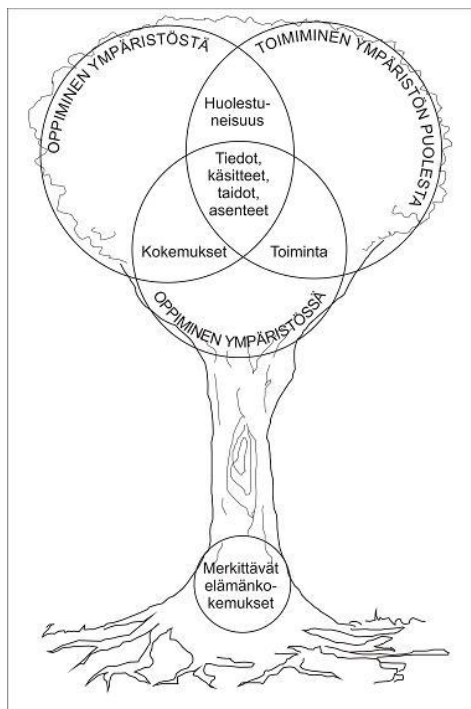 OPPIMINEN YMPÄRISTÖSTÄ
TOIMIMINEN YMPÄRISTÖN PUOLESTA
Huolestu-
neisuus
Tiedot,
käsitteet,
taidot,
asenteet
Kokemukset
Toiminta
OPPIMINEN YMPÄRISTÖSSÄ
Merkittävät
elämänko-
kemukset